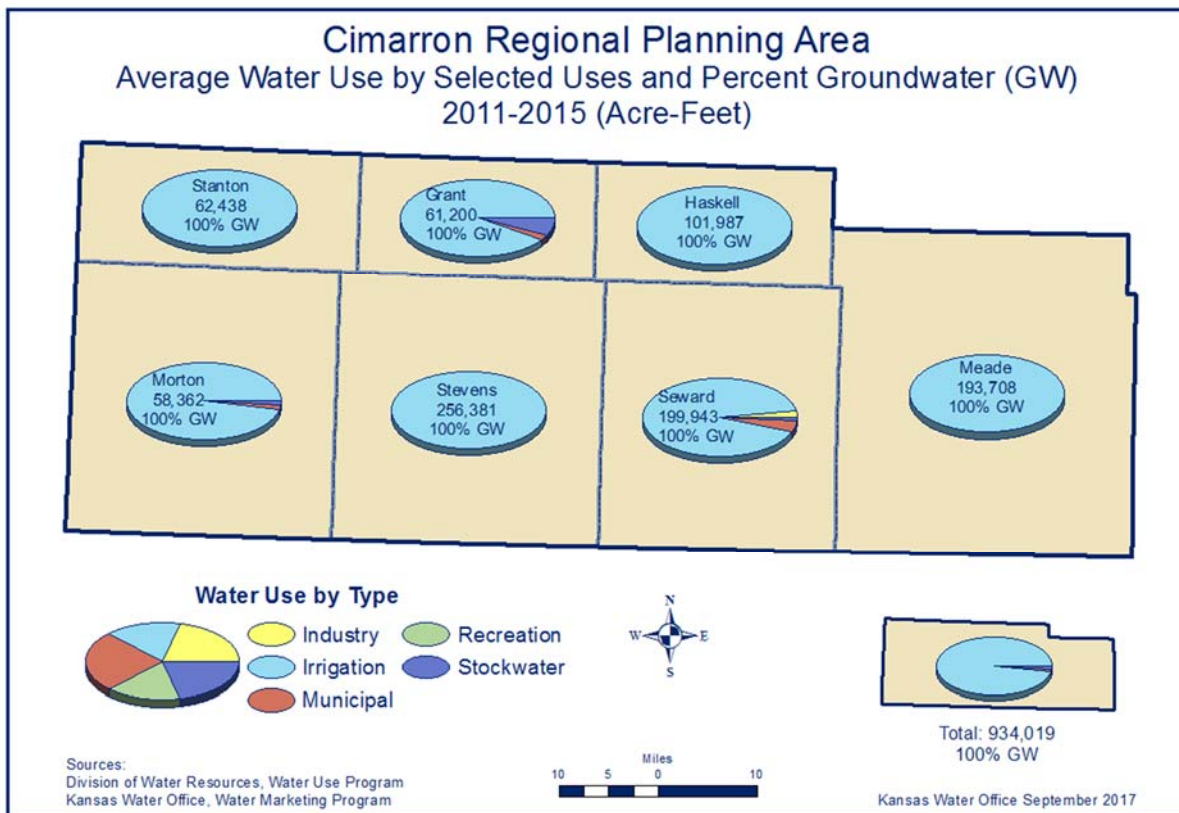 Cimarron Regional Planning Area
Average Water Use by Selected Uses and Percent Groundwater (GW)
2011-2015 (Acre-Feet)
Stanton
62,438
100% GW
Grant
61,200
100% GW
Haskell
101,987
100% GW
Morton
58,362
100% GW
Stevens
256,381
100% GW
Seward
199,943
100% GW
Meade
193,708
100% GW
Water Use by Type
Industry
Recreation
Irrigation
Stockwater
Municipal
N
W E
S
Total: 934,019
100% GW
Sources:
Division of Water Resources, Water Use Program
Kansas Water Office, Water Marketing Program
Miles
10 5 0 10
Kansas Water Office September 2017